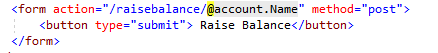 <form action="/raisebalance/@account.Name" method="post">
<button type="submit"> Raise Balance</button>
</form>